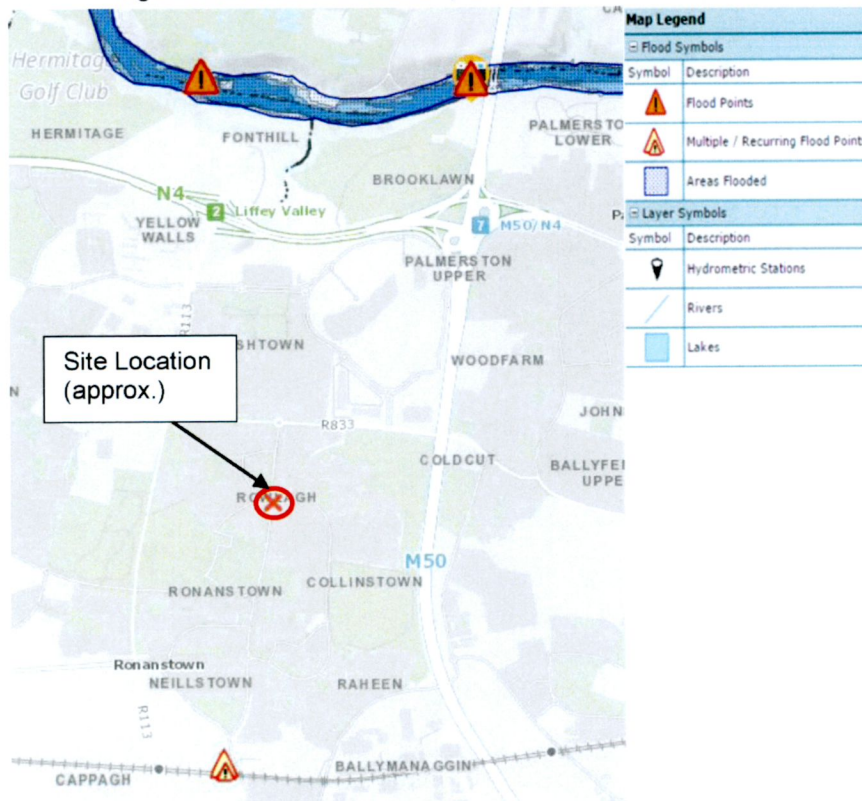 Hermitage
Golf Club
HERMITAGE
FONTHILL
PALMERSTO
LOWER
BROOKLAWN
N4
2 Liffey Valley
YELLOW
WALLS
7 M50/N4
PALMERSTON
UPPER
R113
SHTOWN
WOODFARM
Site Location
(approx.)
N
JOHN
R833
COLDCUT
BALLYFE
UPPE
M50
RONANSTOWN
COLLINSTOWN
Ronanstown
NEILLSTOWN
RAHEEN
R113
BALLYMANAGGIN
CAPPAGH
Map Legend
Flood Symbols
Symbol Description
Flood Points
Multiple / Recurring Flood Point
Areas Flooded
Layer Symbols
Symbol Description
Hydrometric Stations
Rivers
Lakes